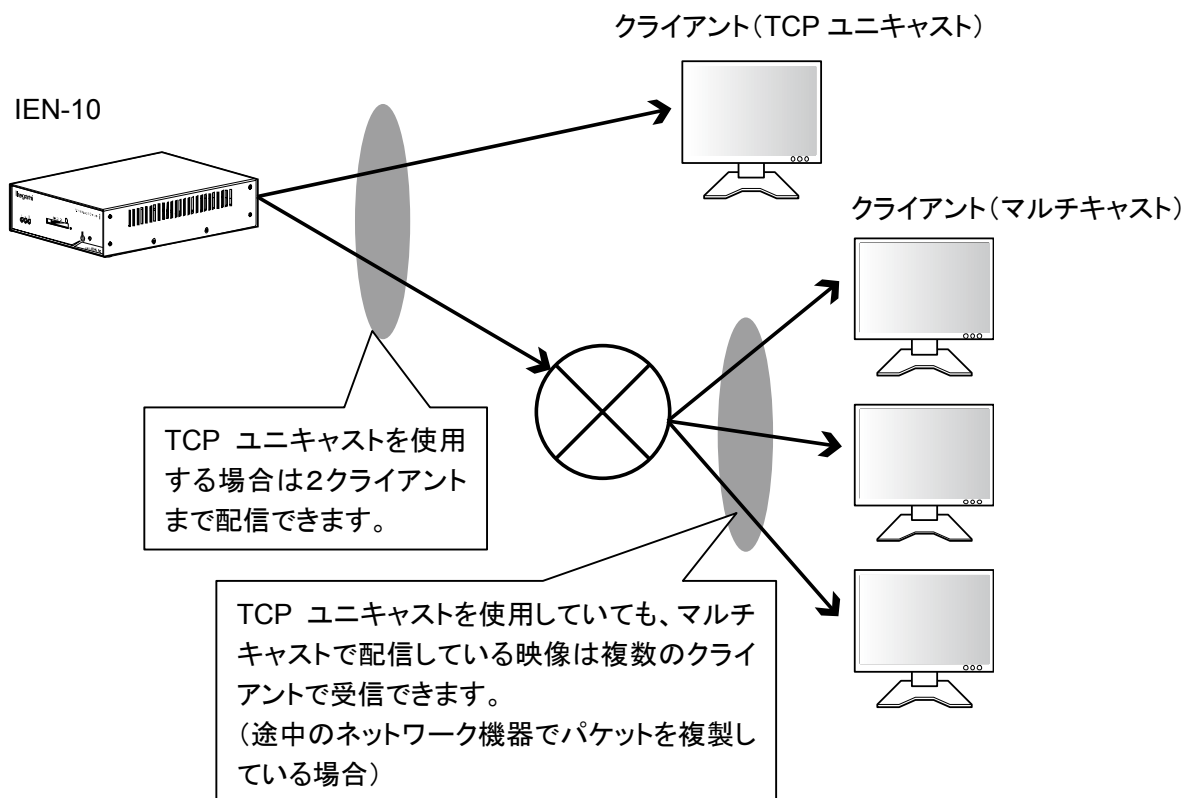 クライアント（TCP ユニキャスト）
IEN-10
Ikegami
クライアント（マルチキャスト）
TCP ユニキャストを使用
する場合は２クライアント
まで配信できます。
TCP ユニキャストを使用していても、マルチ
キャストで配信している映像は複数のクライ
アントで受信できます。
（途中のネットワーク機器でパケットを複製し
ている場合）